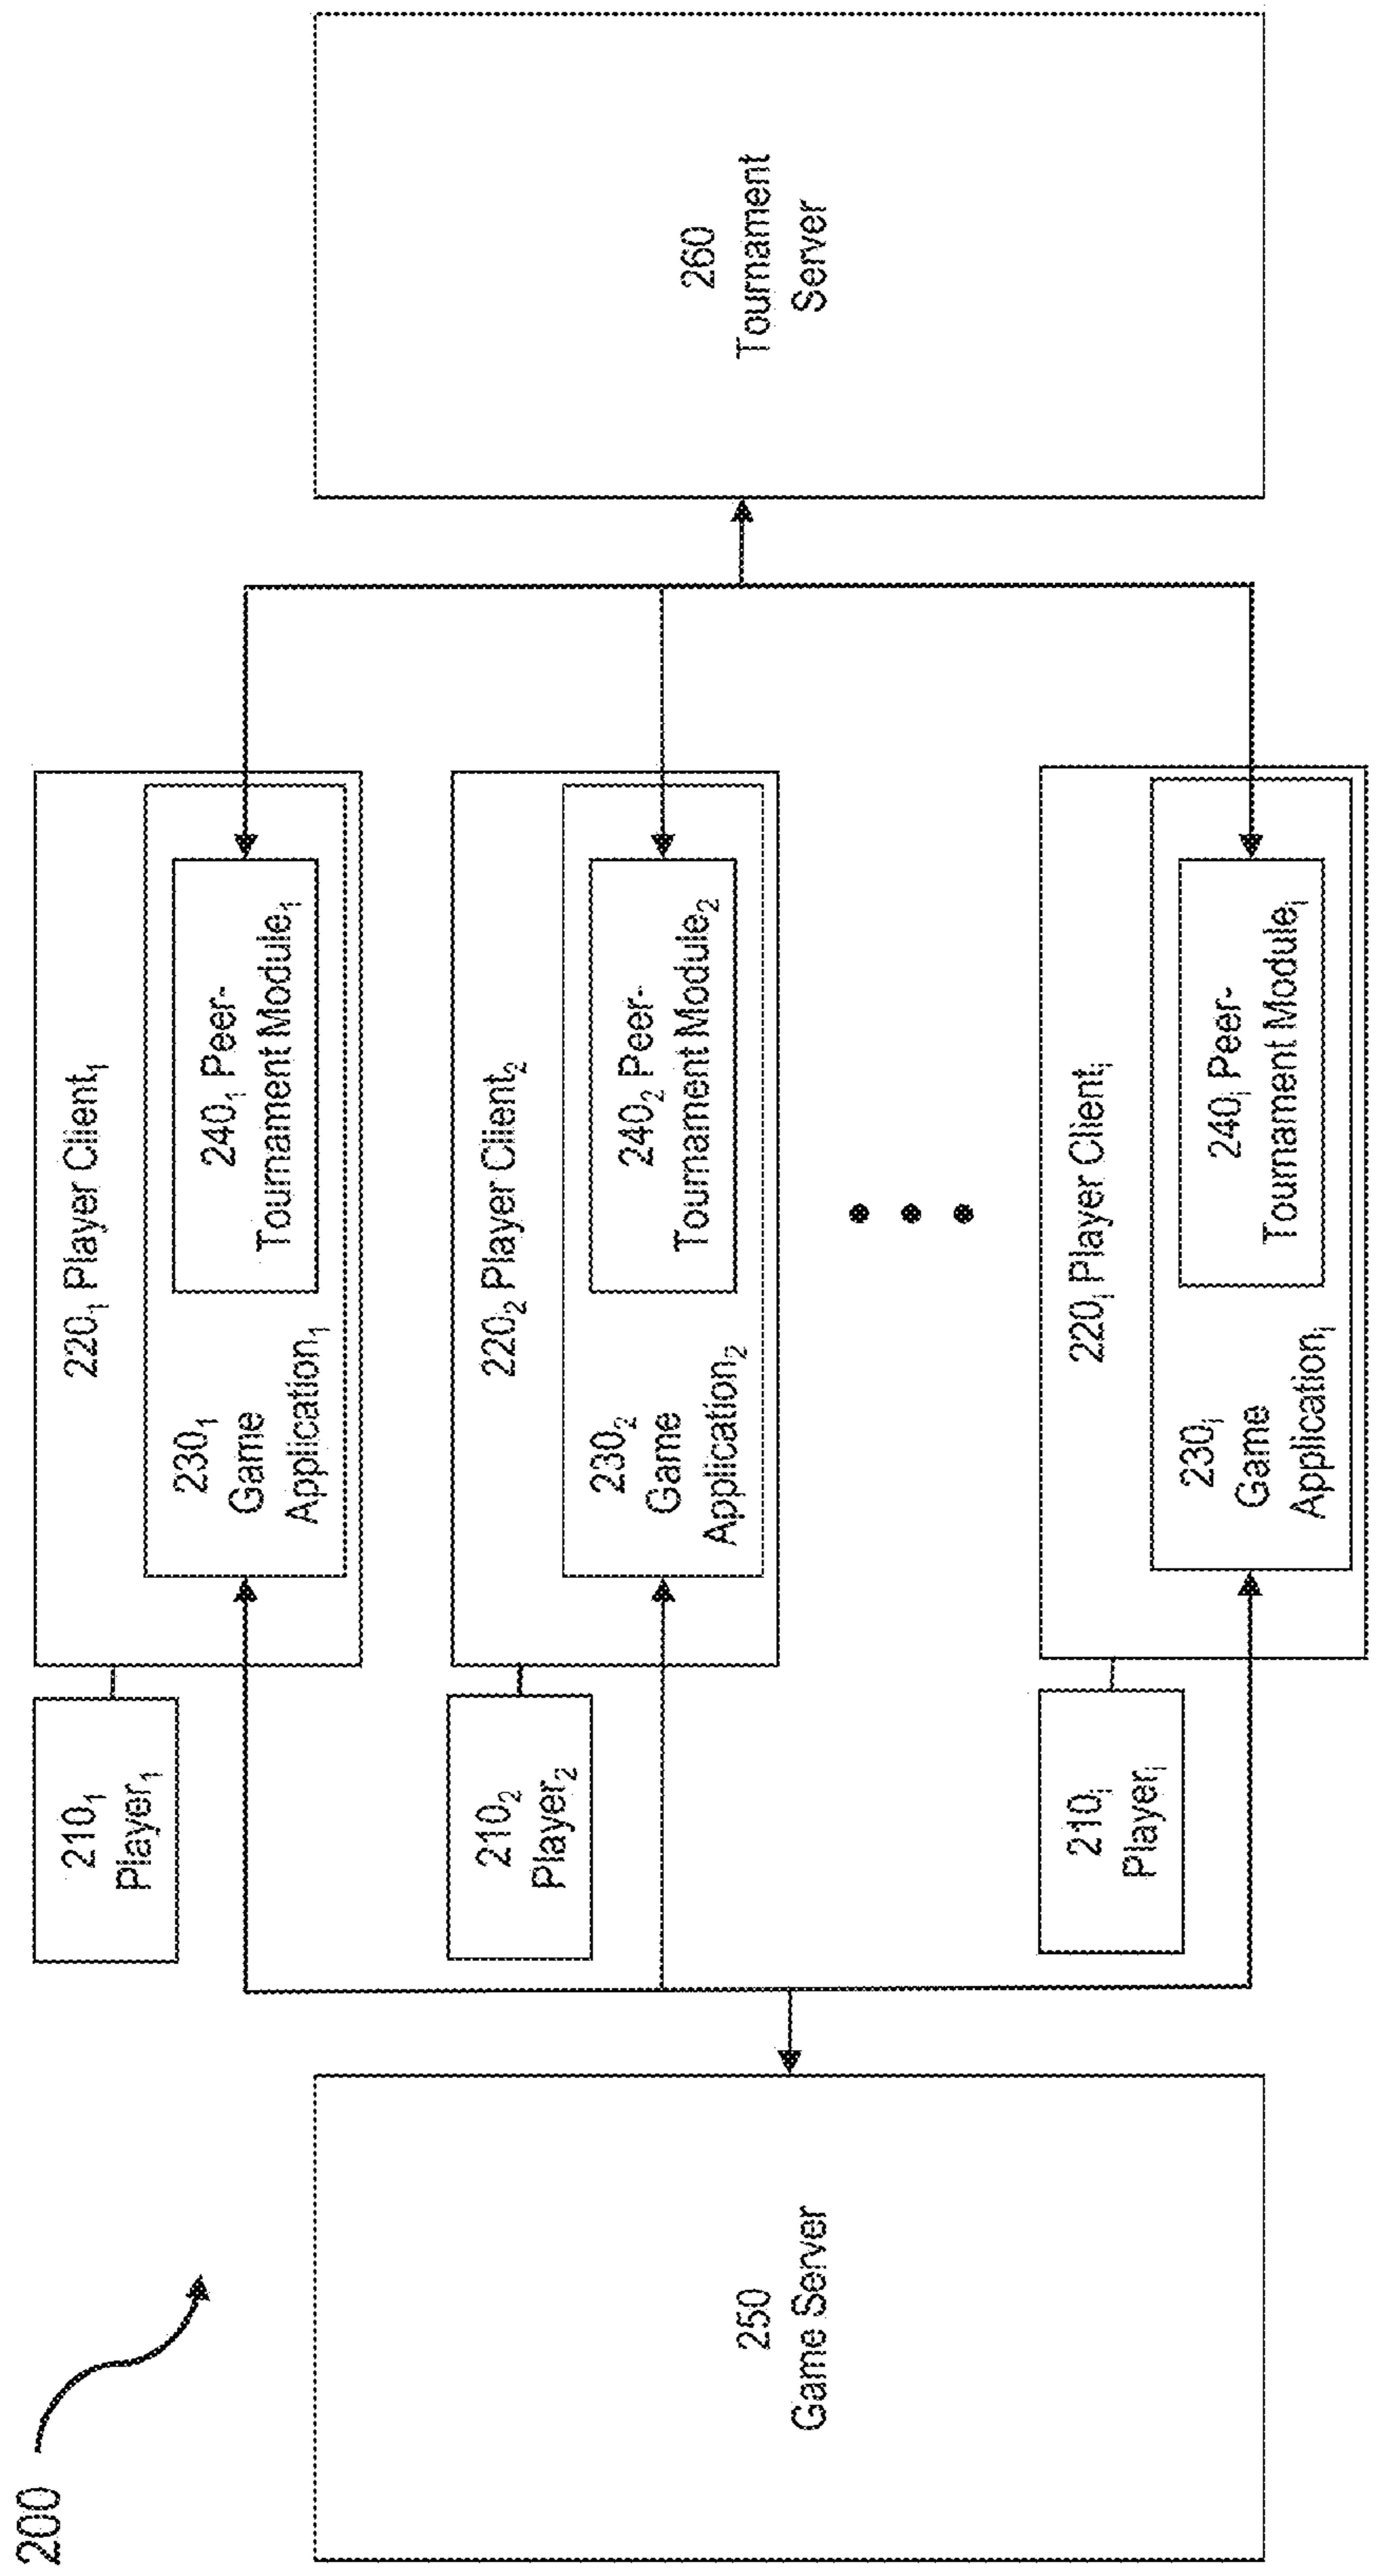 200
250
Game Server
210₁
Player₁
220₁ Player Client₁
230₁
Game
Application₁
240₁ Peer-
Tournament Module₁
210₂
Player₂
220₂ Player Client₂
230₂
Game
Application₂
240₂ Peer-
Tournament Module₂
210ᵢ
Playerᵢ
220ᵢ Player Clientᵢ
230ᵢ
Game
Applicationᵢ
240ᵢ Peer-
Tournament Moduleᵢ
260
Tournament
Server